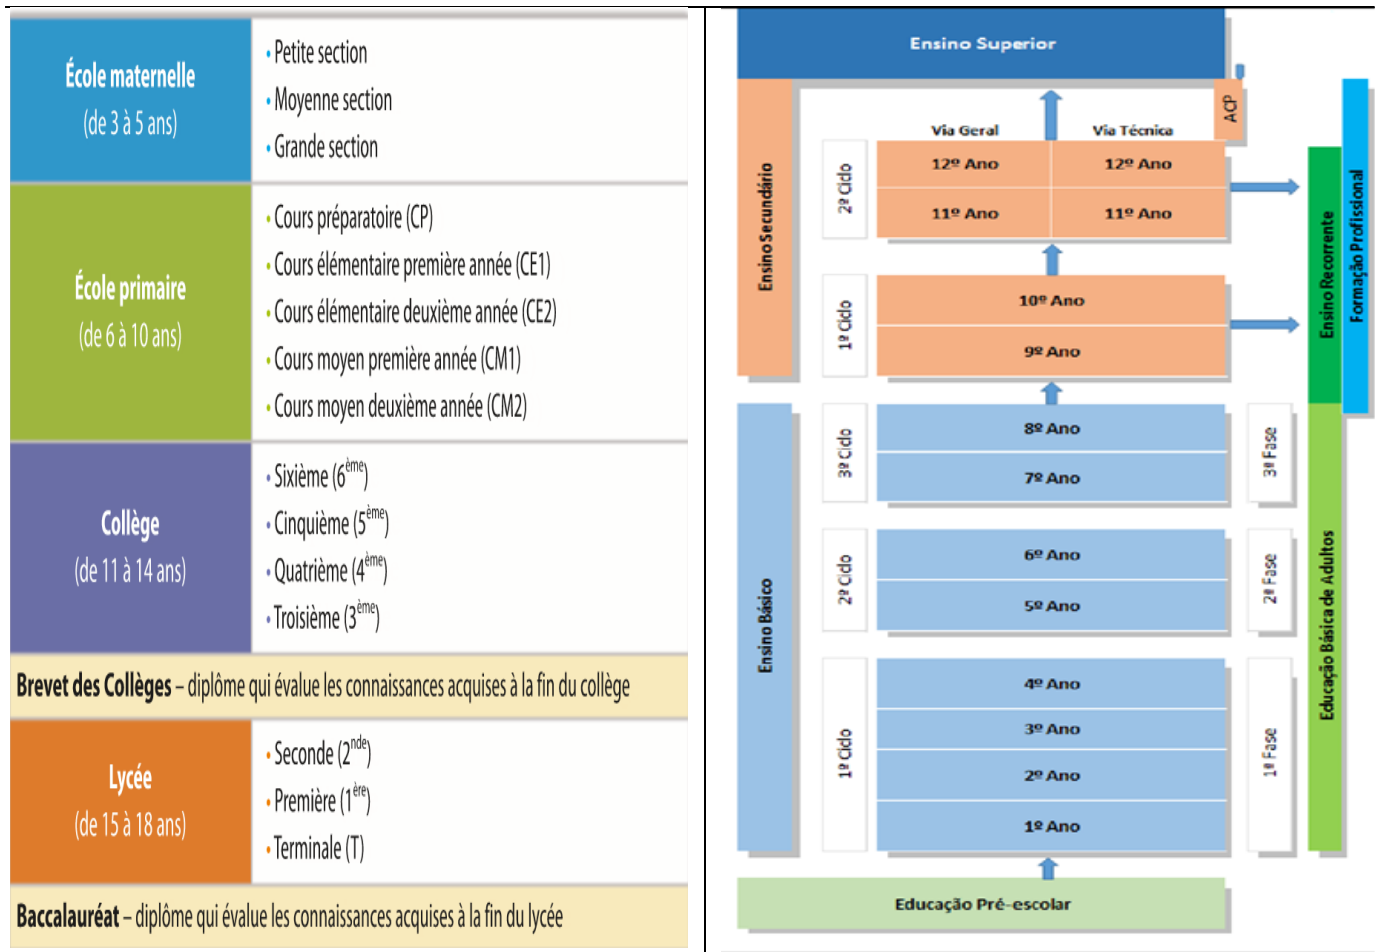 École maternelle
(de 3 à 5 ans)
• Petite section
• Moyenne section
• Grande section
École primaire
(de 6 à 10 ans)
• Cours préparatoire (CP)
• Cours élémentaire première année (CE1)
• Cours élémentaire deuxième année (CE2)
• Cours moyen première année (CM1)
• Cours moyen deuxième année (CM2)
Collège
(de 11 à 14 ans)
• Sixième (6ème)
• Cinquième (5ème)
• Quatrième (4ème)
• Troisième (3ème)
Brevet des Collèges – diplôme qui évalue les connaissances acquises à la fin du collège
Lycée
(de 15 à 18 ans)
• Seconde (2nde)
• Première (1ère)
• Terminale (T)
Baccalauréat – diplôme qui évalue les connaissances acquises à la fin du lycée
Ensino Superior
ACP
Via Geral
Via Técnica
Ensino Secundário
2º Ciclo
12º Ano
12º Ano
11º Ano
11º Ano
1º Ciclo
10º Ano
9º Ano
Ensino Recorrente
Formação Profissional
Ensino Básico
3º Ciclo
8º Ano
7º Ano
3ª Fase
2º Ciclo
6º Ano
5º Ano
2ª Fase
1º Ciclo
4º Ano
3º Ano
2º Ano
1º Ano
1ª Fase
Educação Básica de Adultos
Educação Pré-escolar